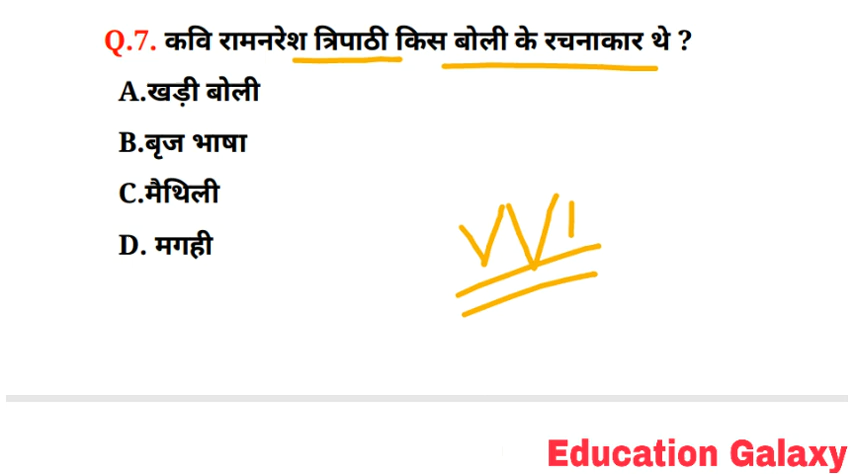 Q.7. कवि रामनरेश त्रिपाठी किस बोली के रचनाकार थे ?
A.खड़ी बोली
B.बृज भाषा
C.मैथिली
D. मगही
VVI
Education Galaxy